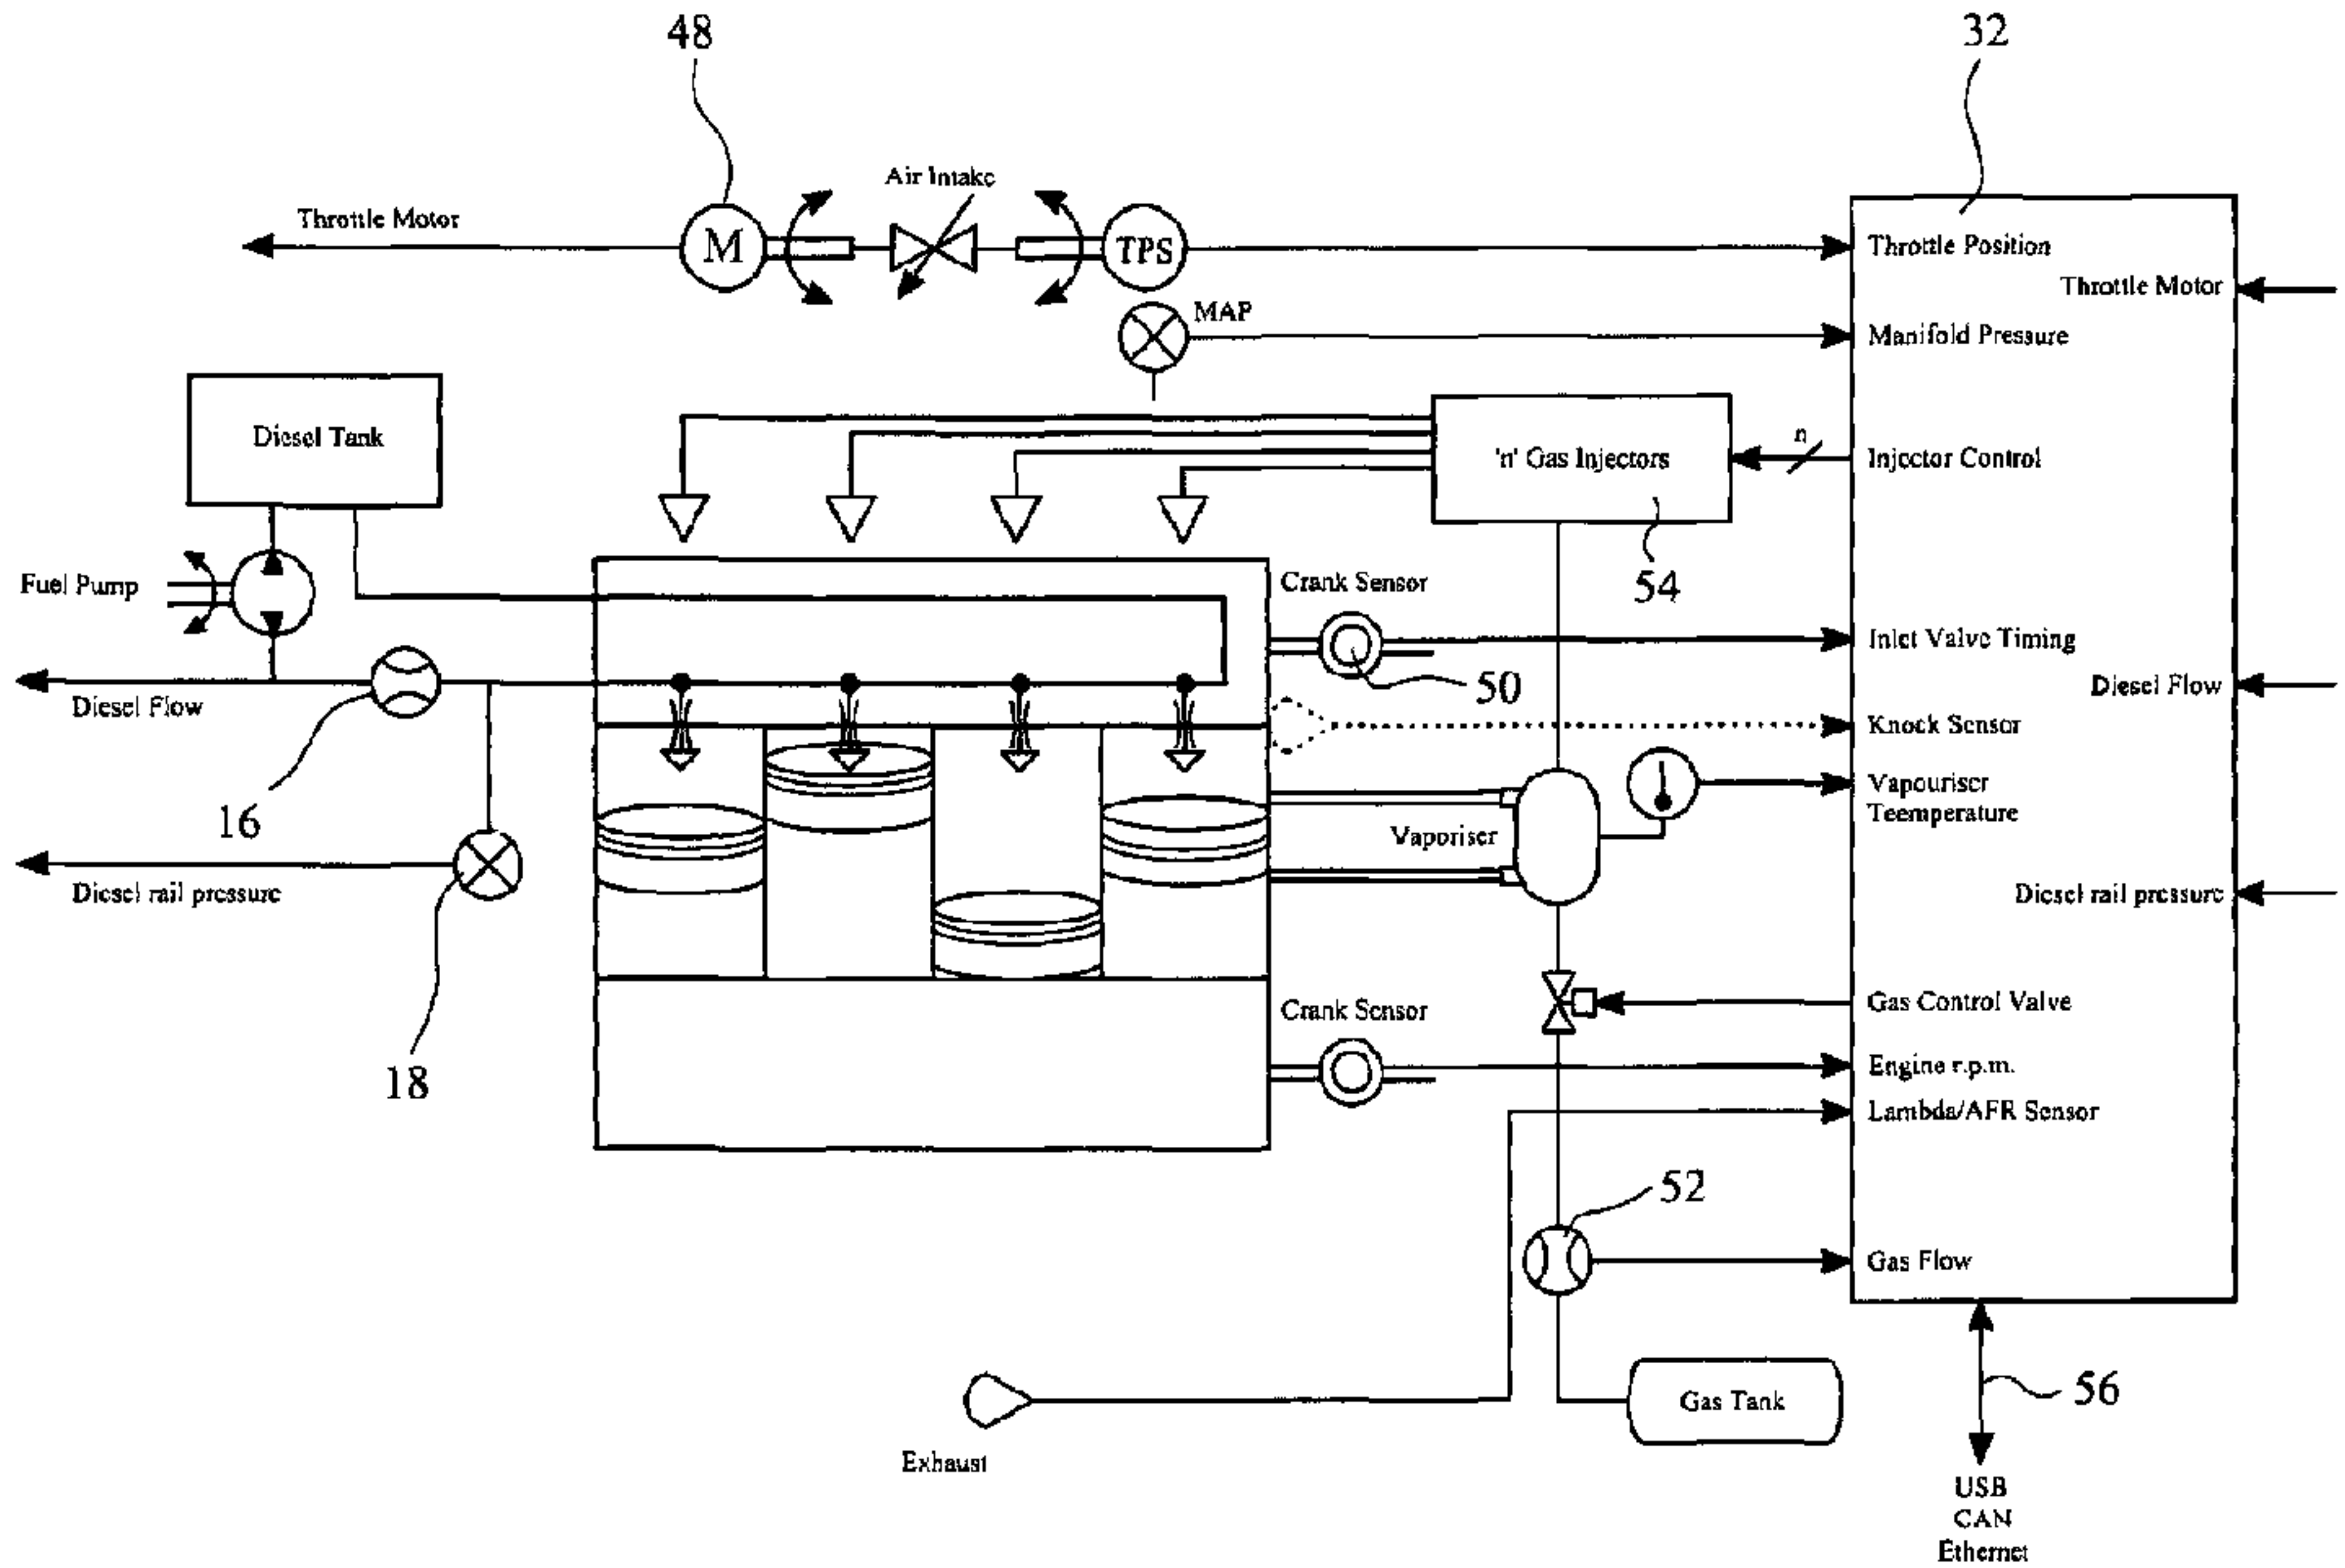 48
32
Air Intake
Throttle Motor
M
TPS
Throttle Position
Throttle Motor
MAP
Manifold Pressure
Diesel Tank
n
'n' Gas Injectors
Injector Control
54
Fuel Pump
Crank Sensor
Inlet Valve Timing
50
Diesel Flow
Diesel Flow
Knock Sensor
16
Vapouriser
Teemperature
Vaporiser
Diesel rail pressure
Diesel rail pressure
18
Crank Sensor
Gas Control Valve
Engine r.p.m.
Lambda/AFR Sensor
52
Gas Flow
Gas Tank
56
Exhaust
USB
CAN
Ethernet